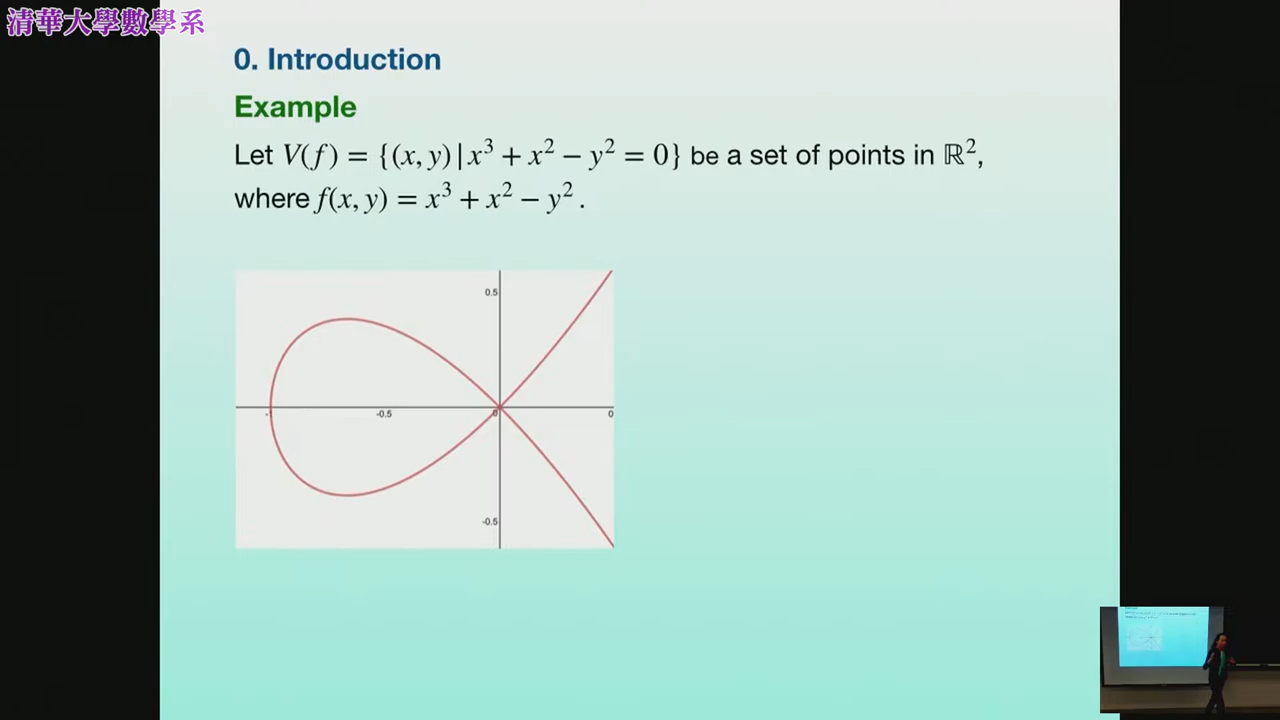 清華大學數學系
0. Introduction
Example
Let V(f) = {(x, y) | x³ + x² − y² = 0} be a set of points in ℝ²,
where f(x, y) = x³ + x² − y² .
0.5
-0.5
0
0
-0.5